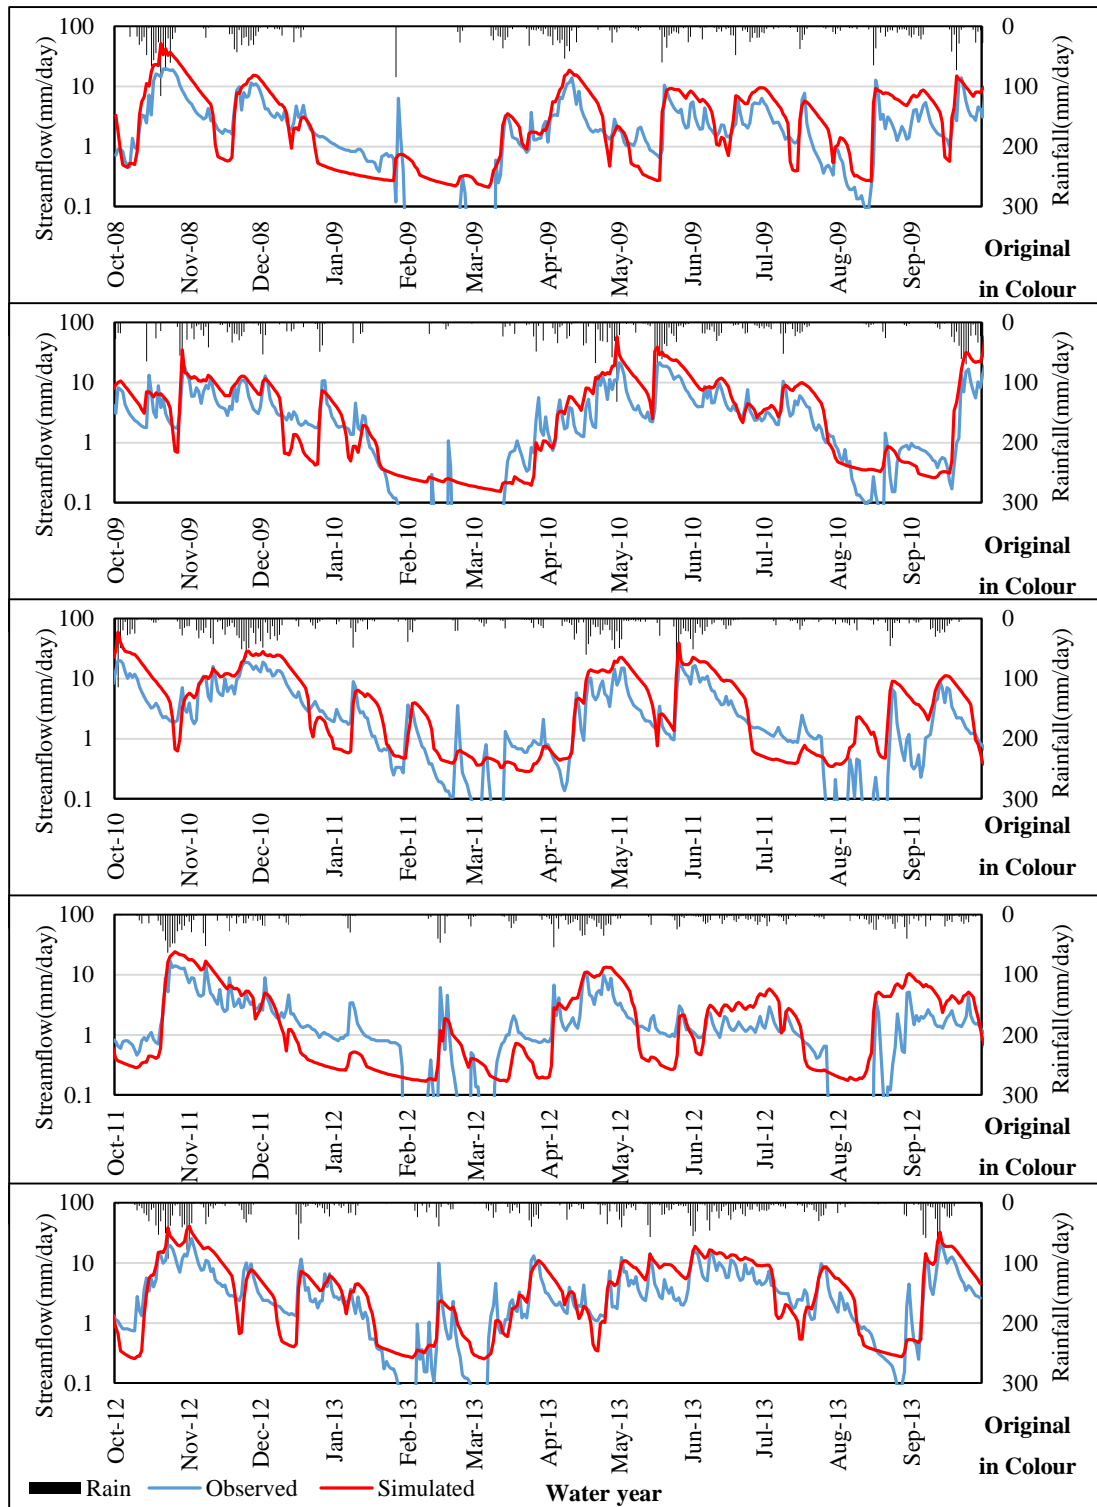 Streamflow(mm/day)
100
10
1
0.1
0
100
200
300
Rainfall(mm/day)
Oct-08 Nov-08 Dec-08 Jan-09 Feb-09 Mar-09 Apr-09 May-09 Jun-09 Jul-09 Aug-09 Sep-09
Original
in Colour
Streamflow(mm/day)
100
10
1
0.1
0
100
200
300
Rainfall(mm/day)
Oct-09 Nov-09 Dec-09 Jan-10 Feb-10 Mar-10 Apr-10 May-10 Jun-10 Jul-10 Aug-10 Sep-10
Original
in Colour
Streamflow(mm/day)
100
10
1
0.1
0
100
200
300
Rainfall(mm/day)
Oct-10 Nov-10 Dec-10 Jan-11 Feb-11 Mar-11 Apr-11 May-11 Jun-11 Jul-11 Aug-11 Sep-11
Original
in Colour
Streamflow(mm/day)
100
10
1
0.1
0
100
200
300
Rainfall(mm/day)
Oct-11 Nov-11 Dec-11 Jan-12 Feb-12 Mar-12 Apr-12 May-12 Jun-12 Jul-12 Aug-12 Sep-12
Original
in Colour
Streamflow(mm/day)
100
10
1
0.1
0
100
200
300
Rainfall(mm/day)
Oct-12 Nov-12 Dec-12 Jan-13 Feb-13 Mar-13 Apr-13 May-13 Jun-13 Jul-13 Aug-13 Sep-13
Original
in Colour
Rain Observed Simulated
Water year